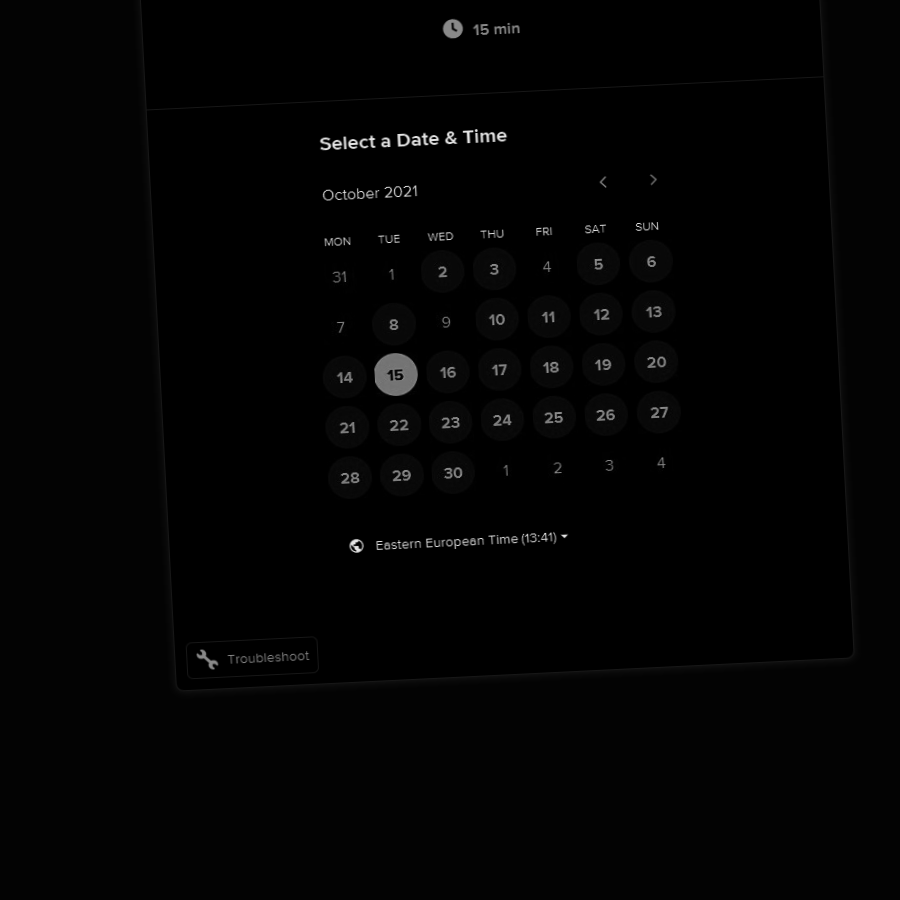 15 min
Select a Date & Time
October 2021
MON TUE WED THU FRI SAT SUN
31 1 2 3 4 5 6
7 8 9 10 11 12 13
14 15 16 17 18 19 20
21 22 23 24 25 26 27
28 29 30 1 2 3 4
Eastern European Time (13:41)
Troubleshoot